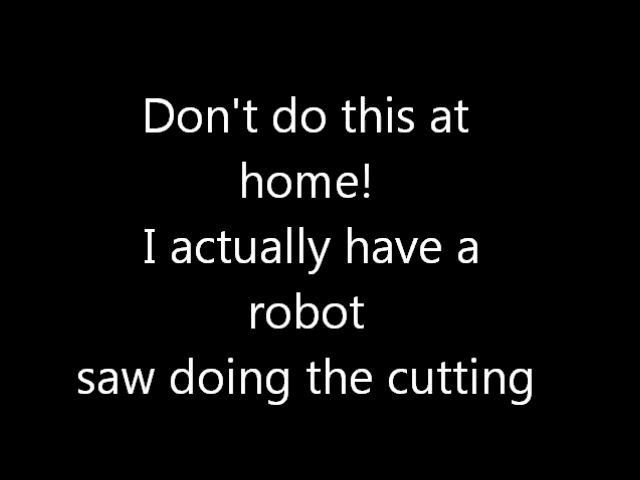 Don't do this at
home!
I actually have a
robot
saw doing the cutting